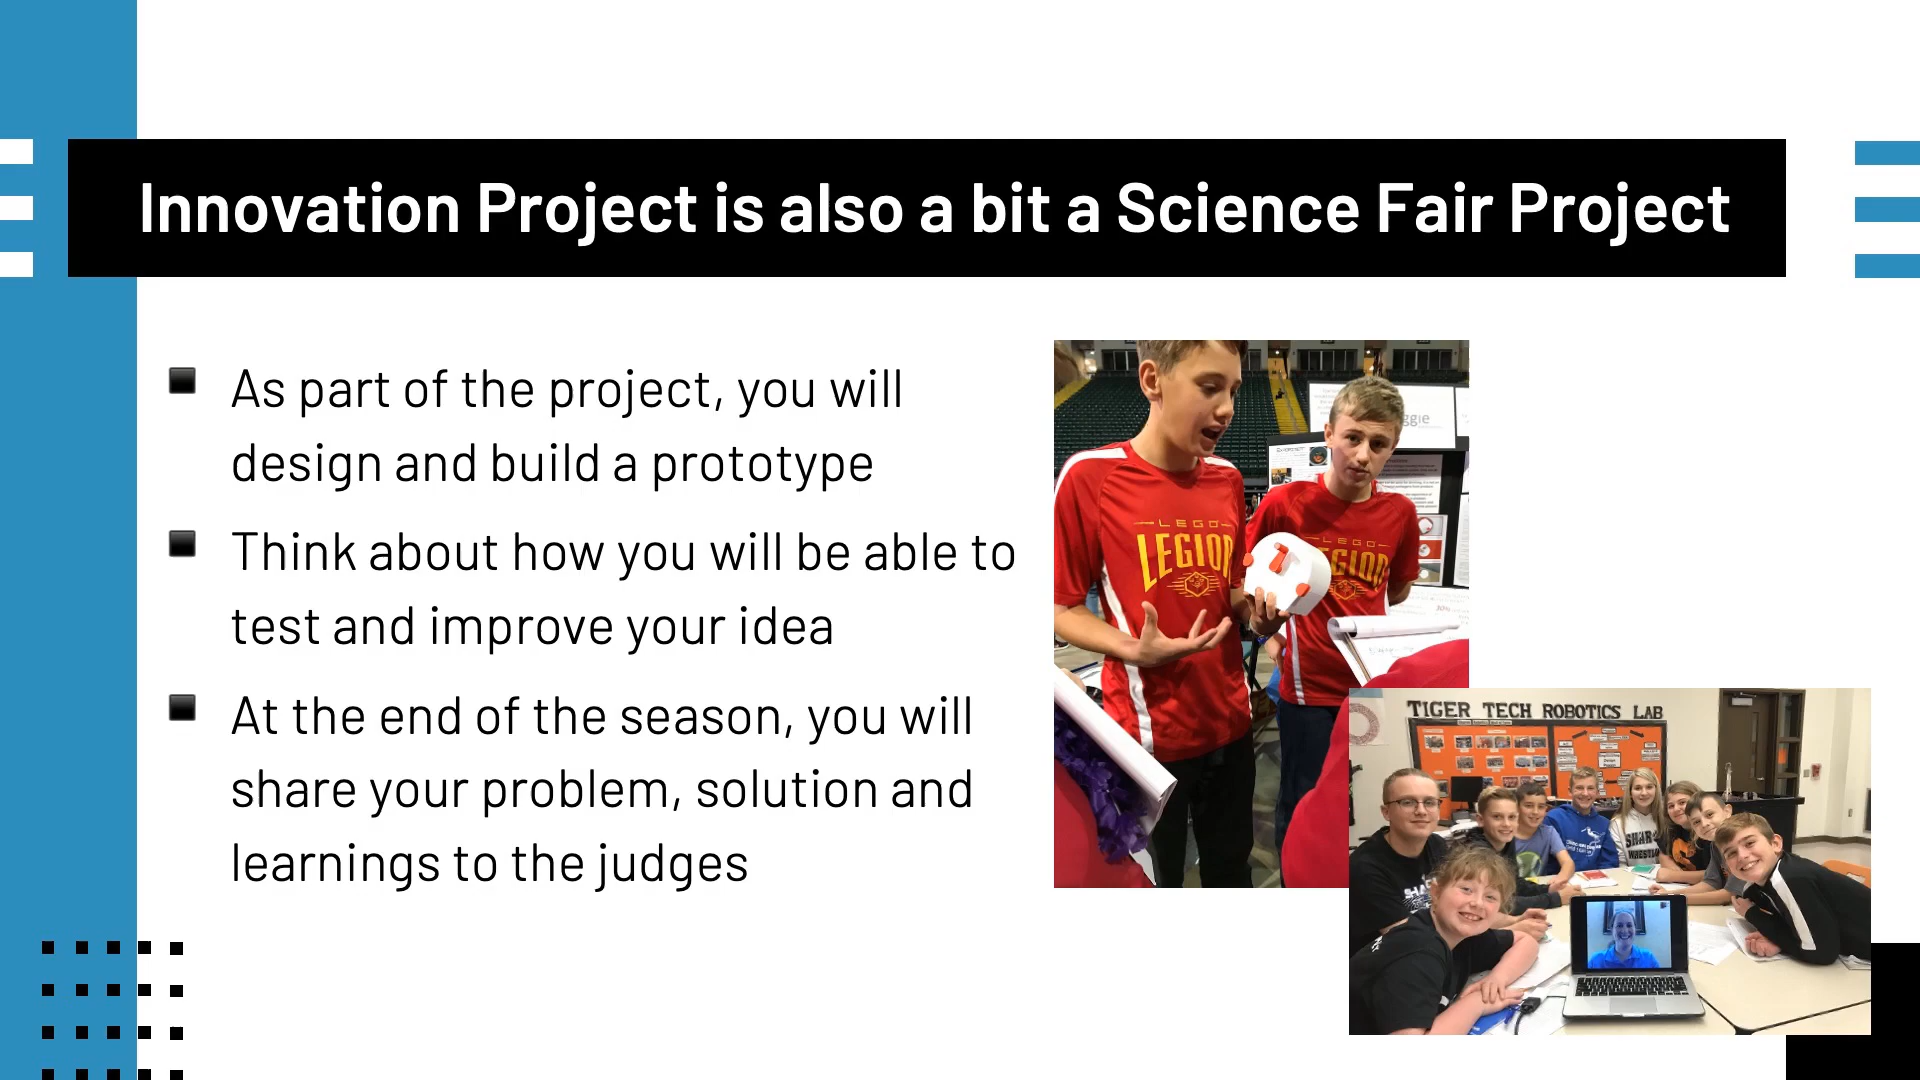 Innovation Project is also a bit a Science Fair Project
As part of the project, you will
design and build a prototype
Think about how you will be able to
test and improve your idea
At the end of the season, you will
share your problem, solution and
learnings to the judges
LEGO
LEGION
LEGO
TIGER TECH ROBOTICS LAB